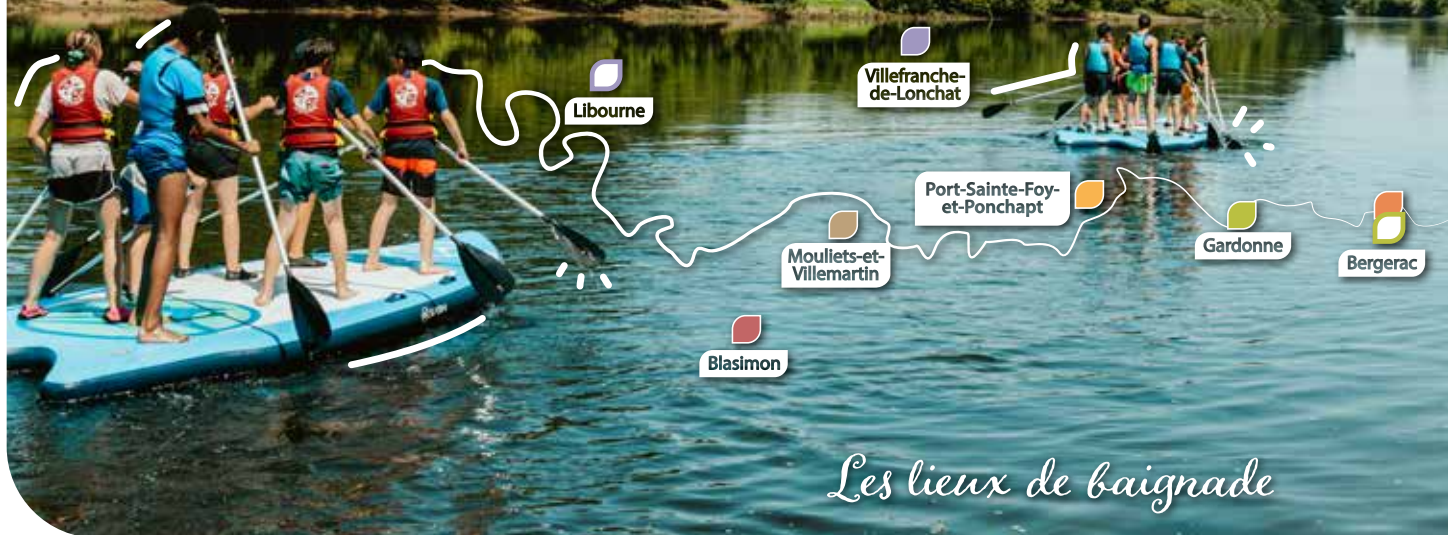 Libourne
Villefranche-
de-Lonchat
Port-Sainte-Foy-
et-Ponchapt
Mouliets-et-
Villemartin
Gardonne
Bergerac
Blasimon
Les lieux de baignade